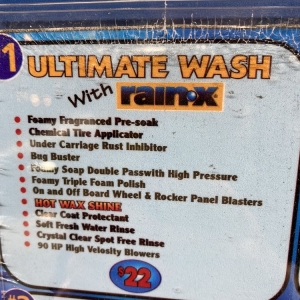 #1
ULTIMATE WASH
With rain-x
Foamy Fragranced Pre-soak
Chemical Tire Applicator
Under Carriage Rust Inhibitor
Bug Buster
Foamy Soap Double Passwith High Pressure
Foamy Triple Foam Polish
On and Off Board Wheel & Rocker Panel Blasters
HOT WAX SHINE
Clear Coat Protectant
Soft Fresh Water Rinse
Crystal Clear Spot Free Rinse
90 HP High Velocity Blowers
$22